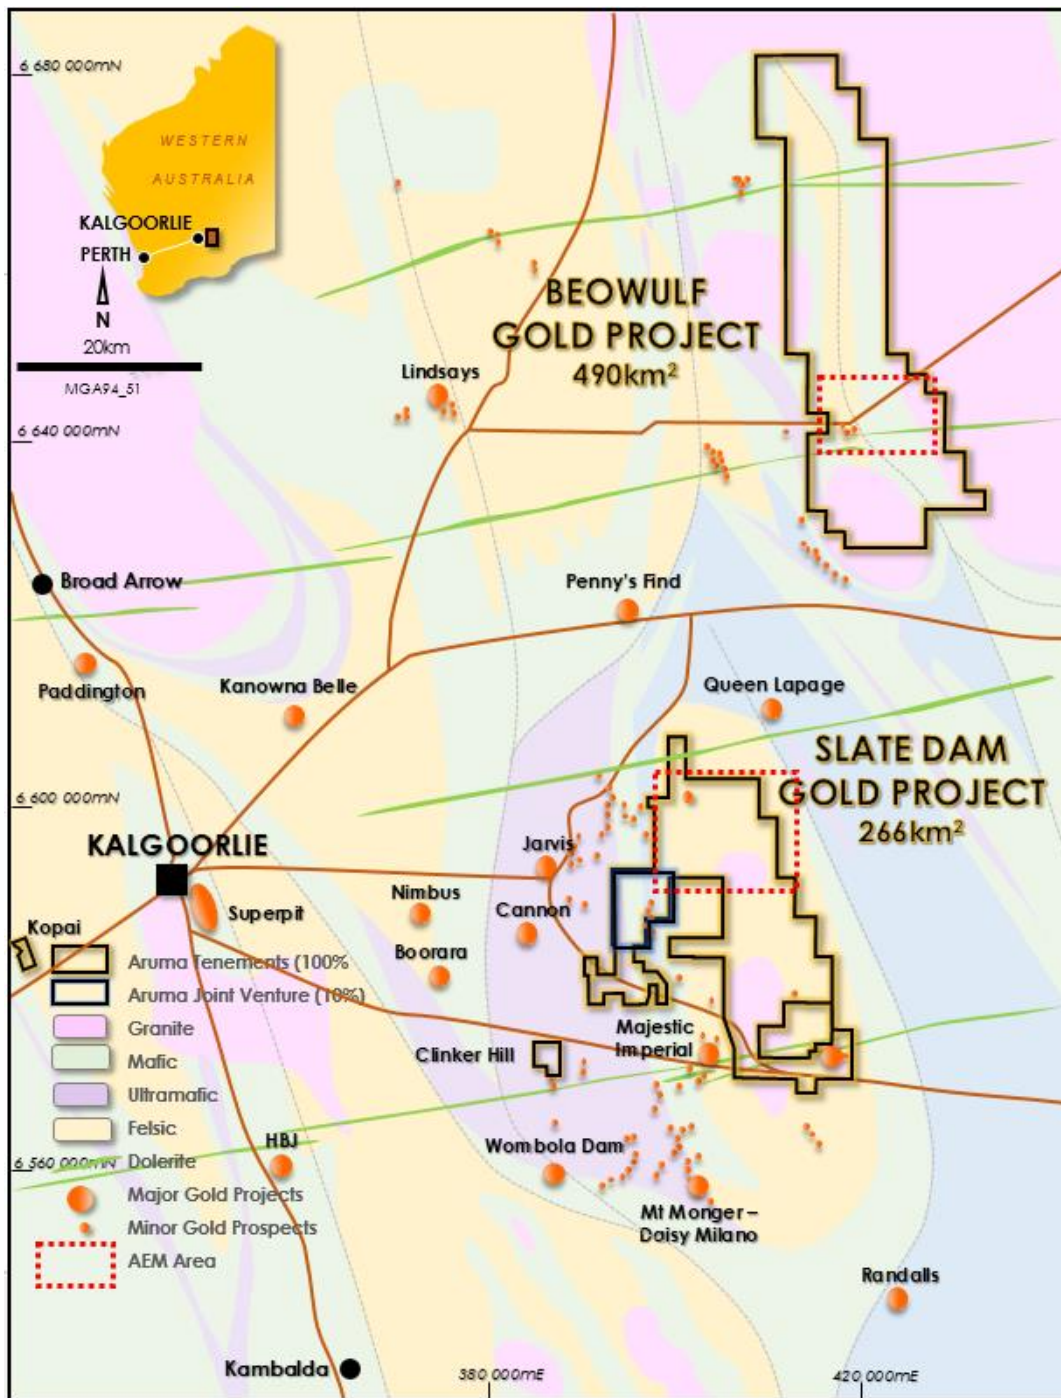 6 680 000mN
WESTERN
AUSTRALIA
KALGOORLIE
PERTH
N
20km
MGA94_51
BEOWULF
GOLD PROJECT
490km²
Lindsays
6 640 000mN
Broad Arrow
Penny's Find
Paddington
Kanowna Belle
Queen Lapage
SLATE DAM
GOLD PROJECT
266km²
6 600 000mN
KALGOORLIE
Jarvis
Nimbus
Superpit
Cannon
Kopai
Boorara
Aruma Tenements (100%
Aruma Joint Venture (10%)
Granite
Mafic
Majestic
Imperial
Clinker Hill
Ultramafic
Felsic
HBJ
Dolerite
6 560 000mN
Wombola Dam
Major Gold Projects
Minor Gold Prospects
Mt Monger –
Daisy Milano
AEM Area
Randalls
Kambalda
380 000mE
420 000mE